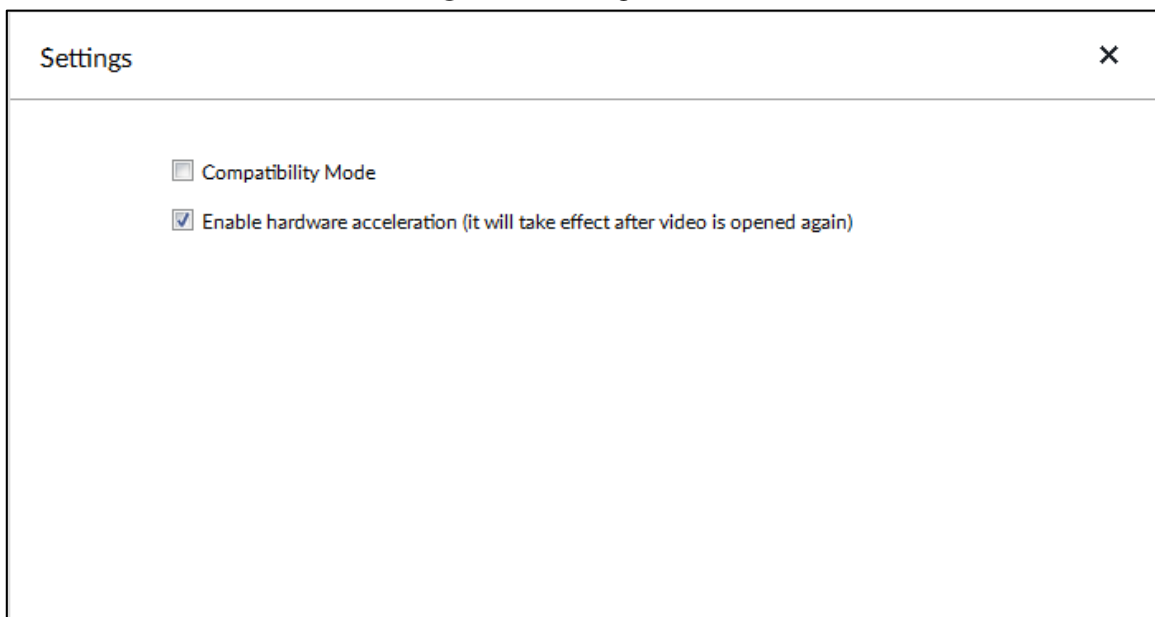 Settings
Compatibility Mode
Enable hardware acceleration (it will take effect after video is opened again)